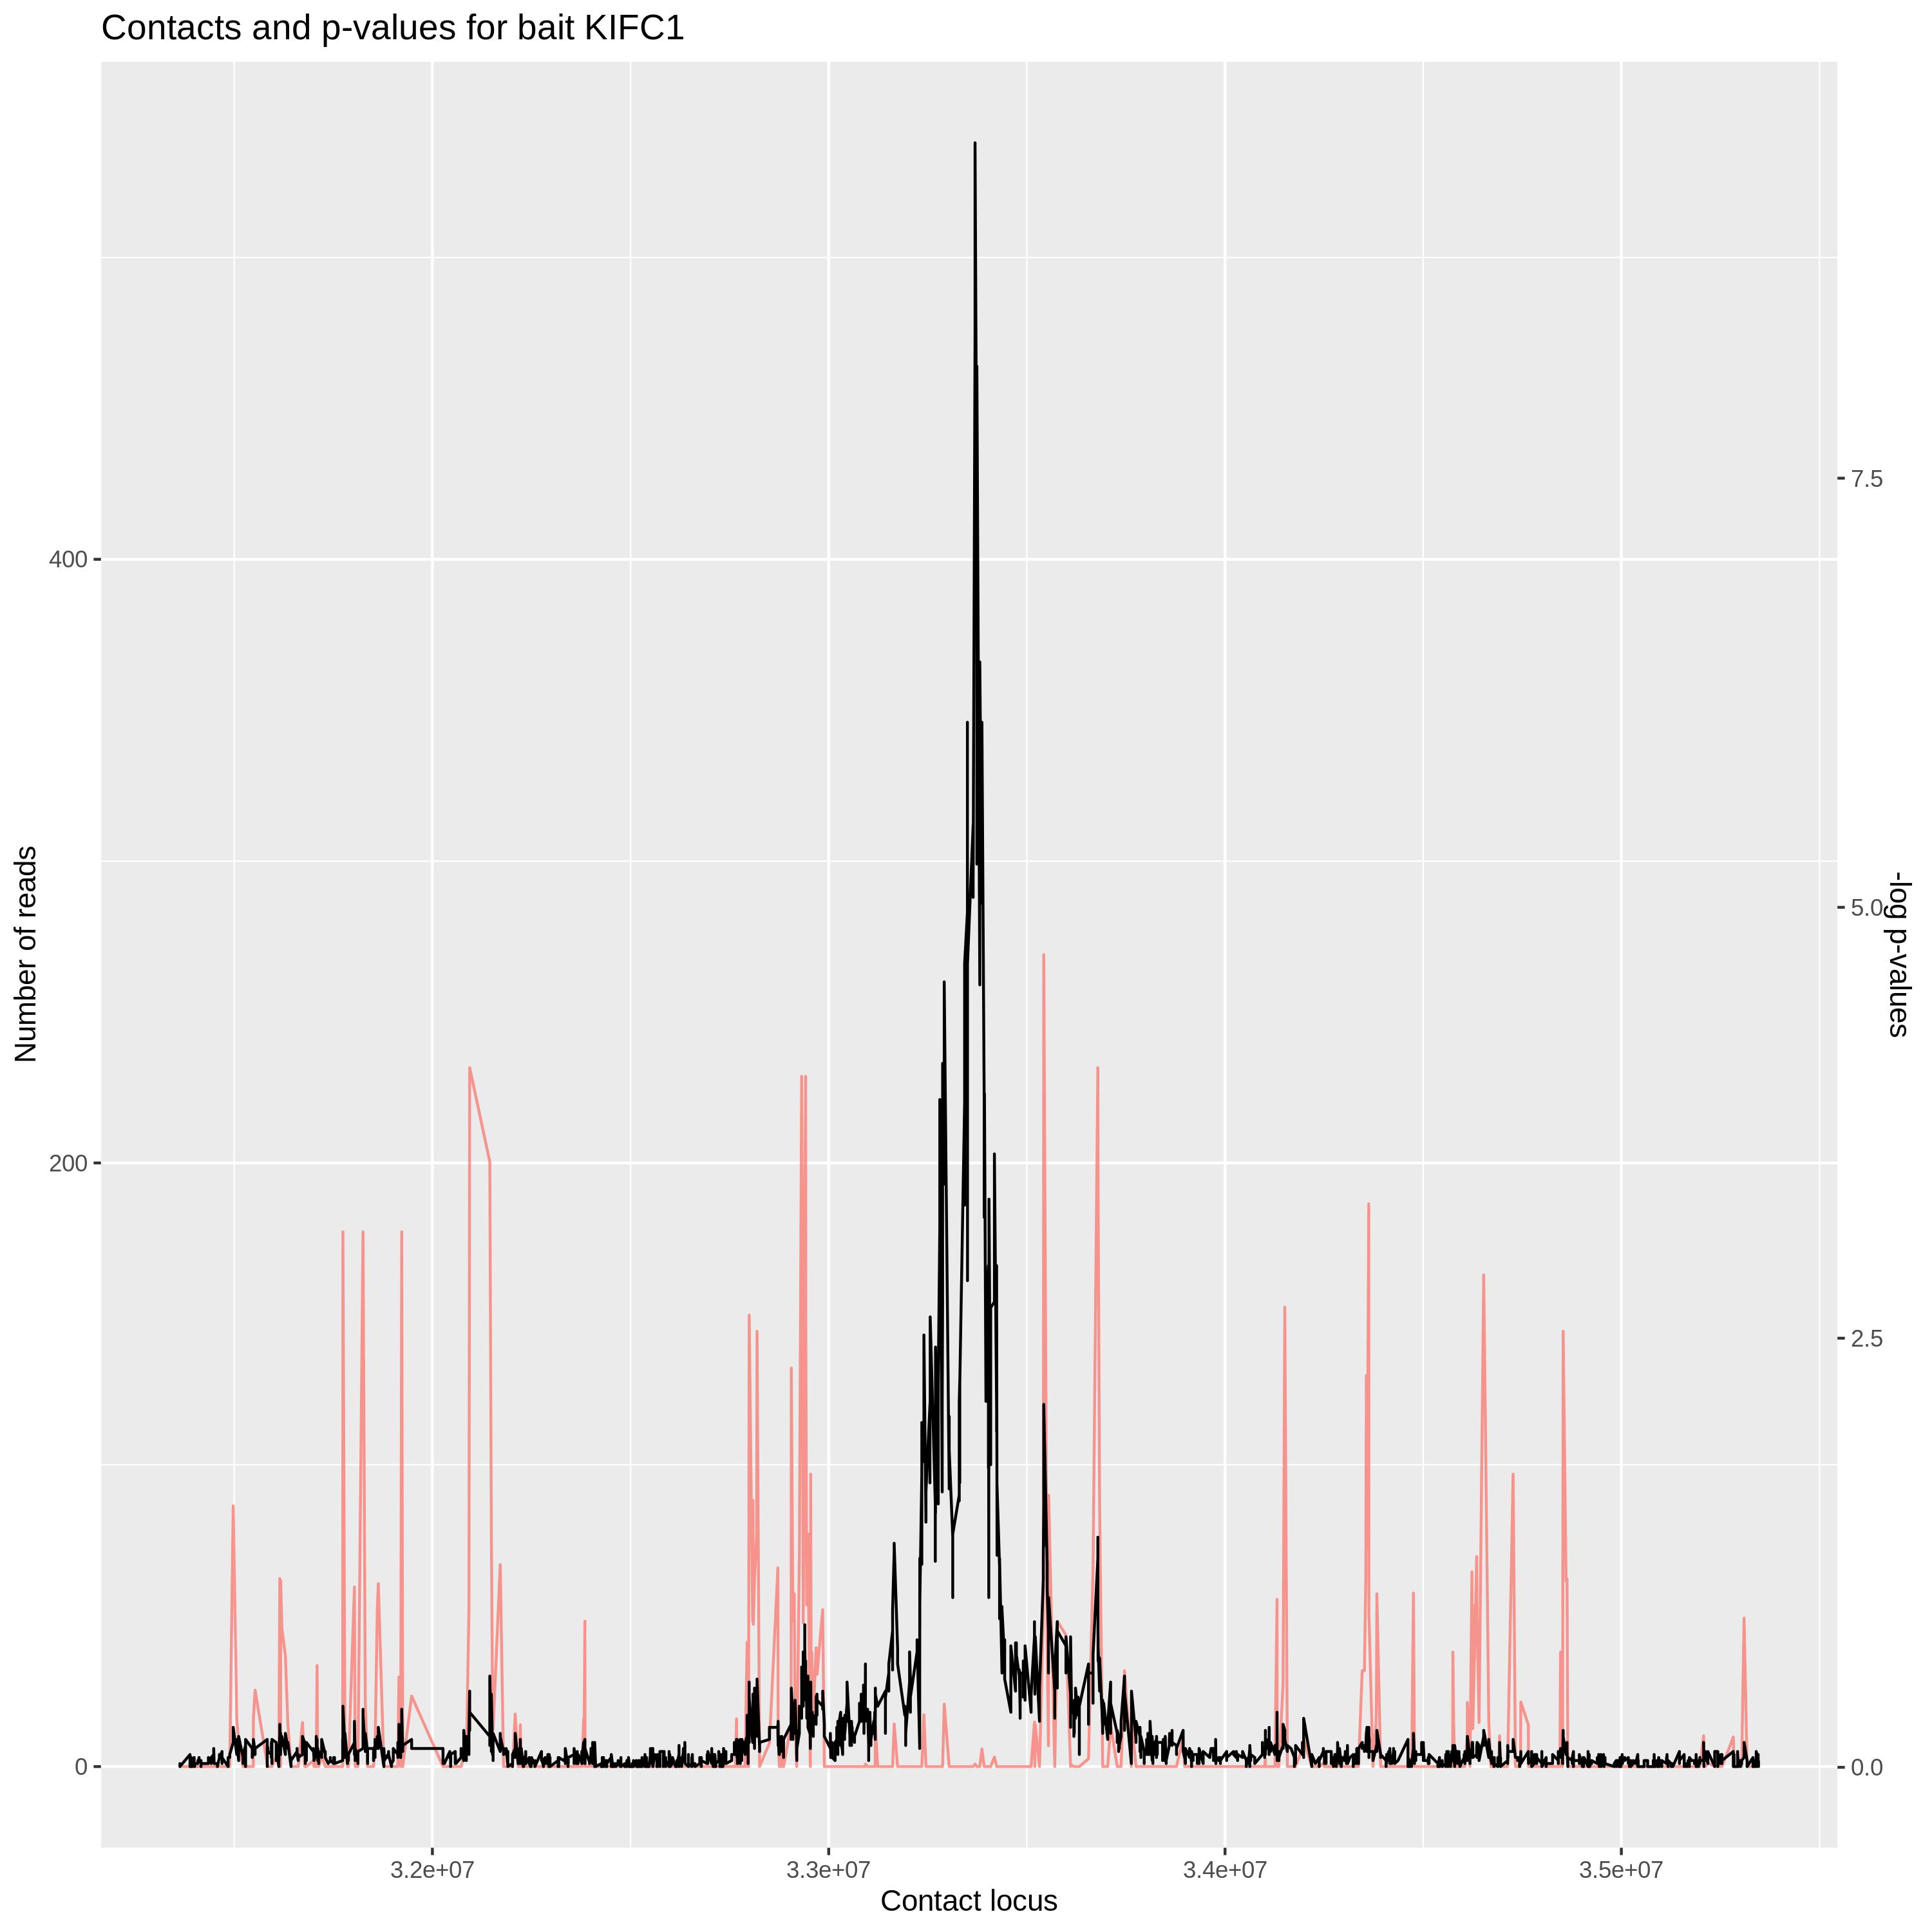 Contacts and p-values for bait KIFC1
400
200
0
Number of reads
7.5
5.0
2.5
0.0
-log p-values
3.2e+07 3.3e+07 3.4e+07 3.5e+07
Contact locus